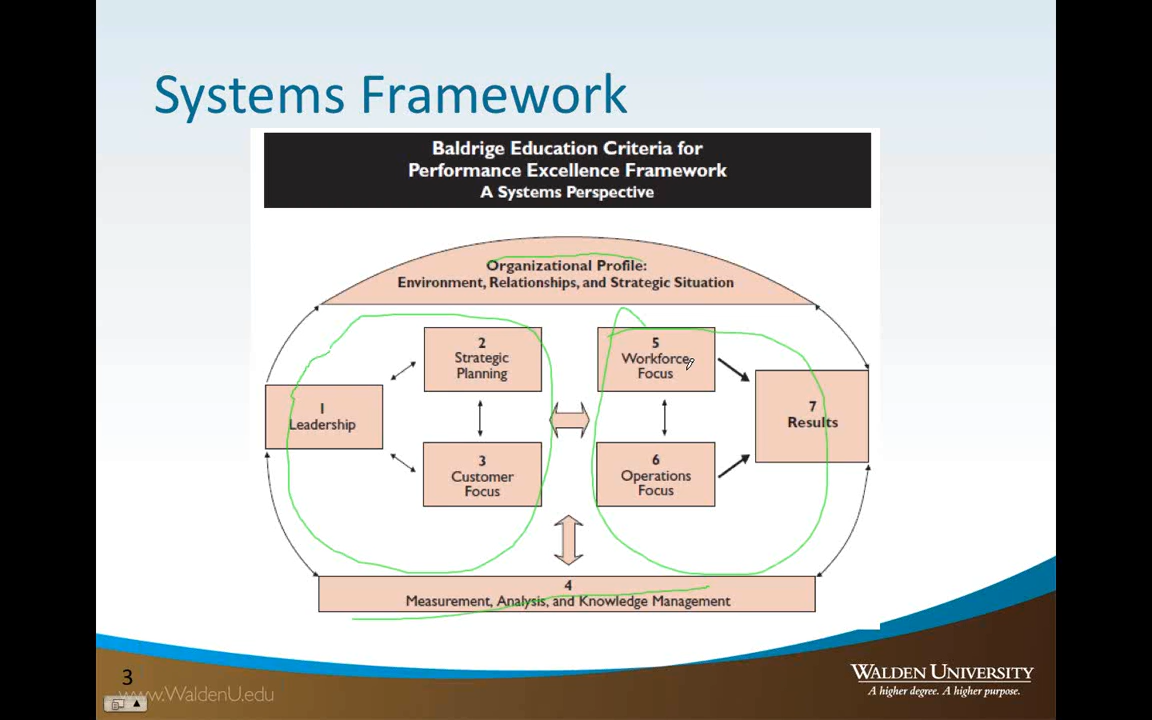 Systems Framework
Baldrige Education Criteria for
Performance Excellence Framework
A Systems Perspective
Organizational Profile:
Environment, Relationships, and Strategic Situation
2
Strategic
Planning
5
Workforce
Focus
1
Leadership
7
Results
3
Customer
Focus
6
Operations
Focus
4
Measurement, Analysis, and Knowledge Management
3
www.WaldenU.edu
WALDEN UNIVERSITY
A higher degree. A higher purpose.